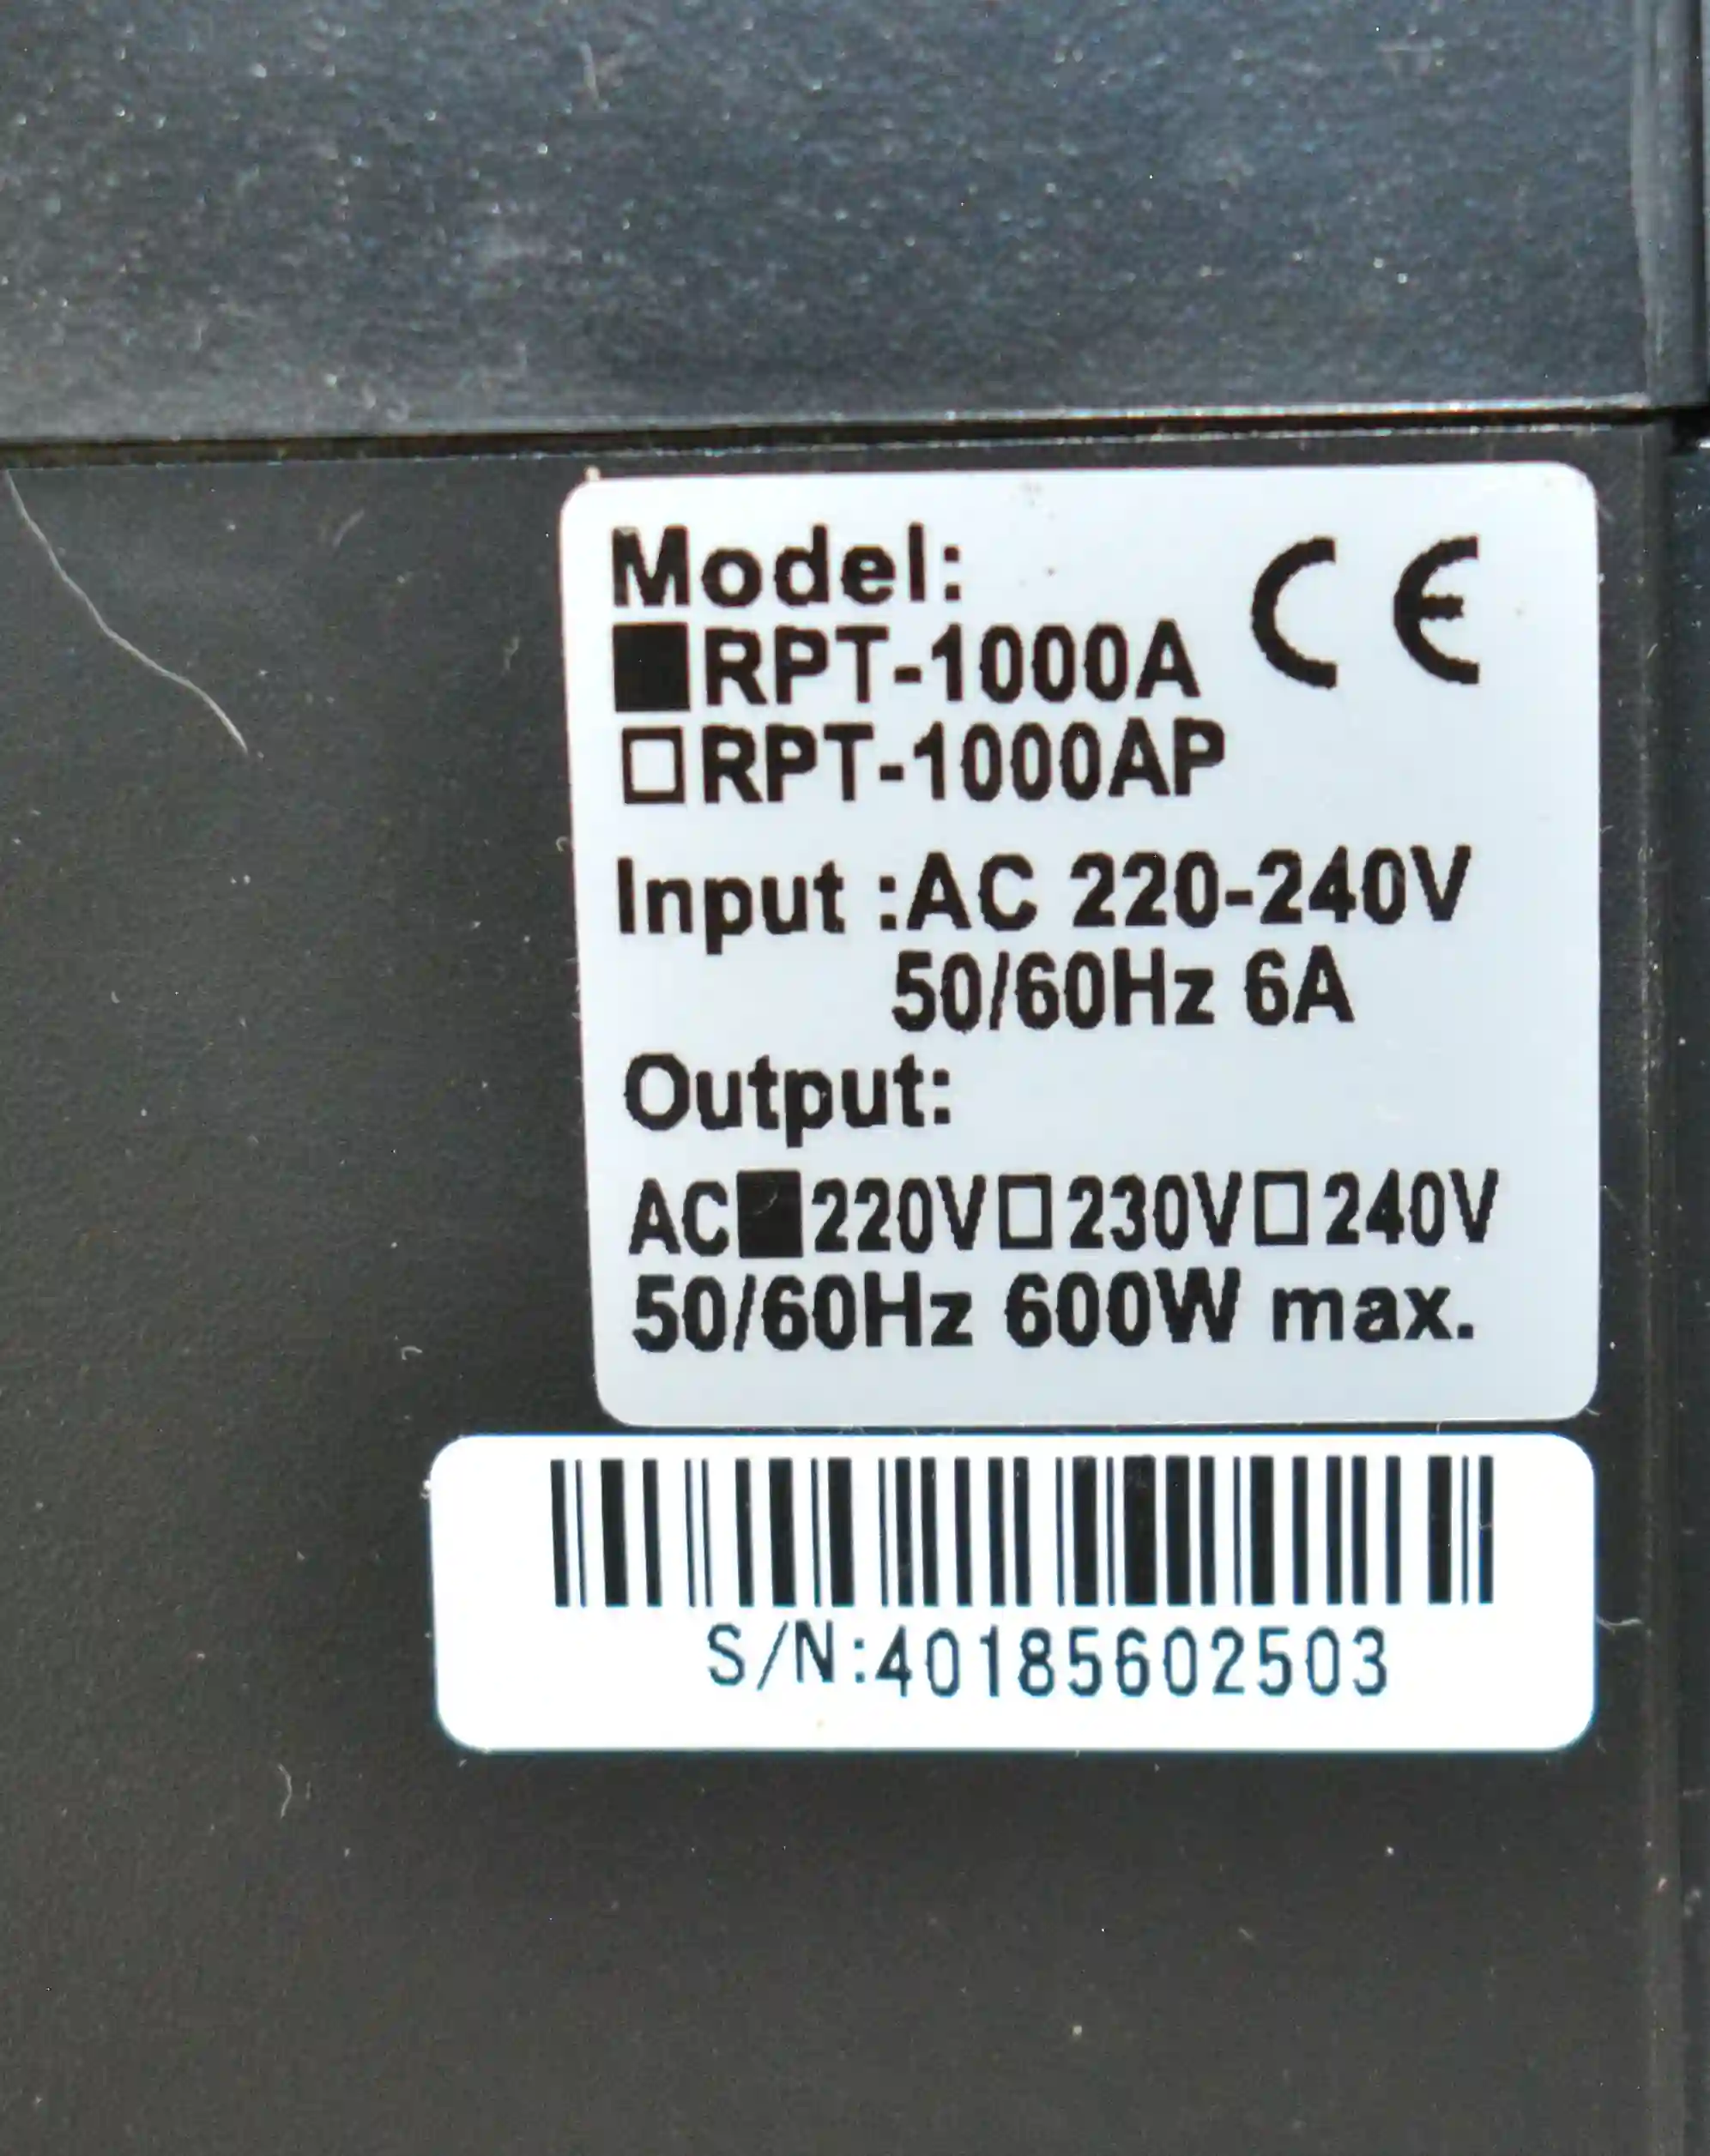 Model: CE
■RPT-1000A
□RPT-1000AP
Input :AC 220-240V
50/60Hz 6A
Output:
AC■220V□230V□240V
50/60Hz 600W max.
S/N:40185602503